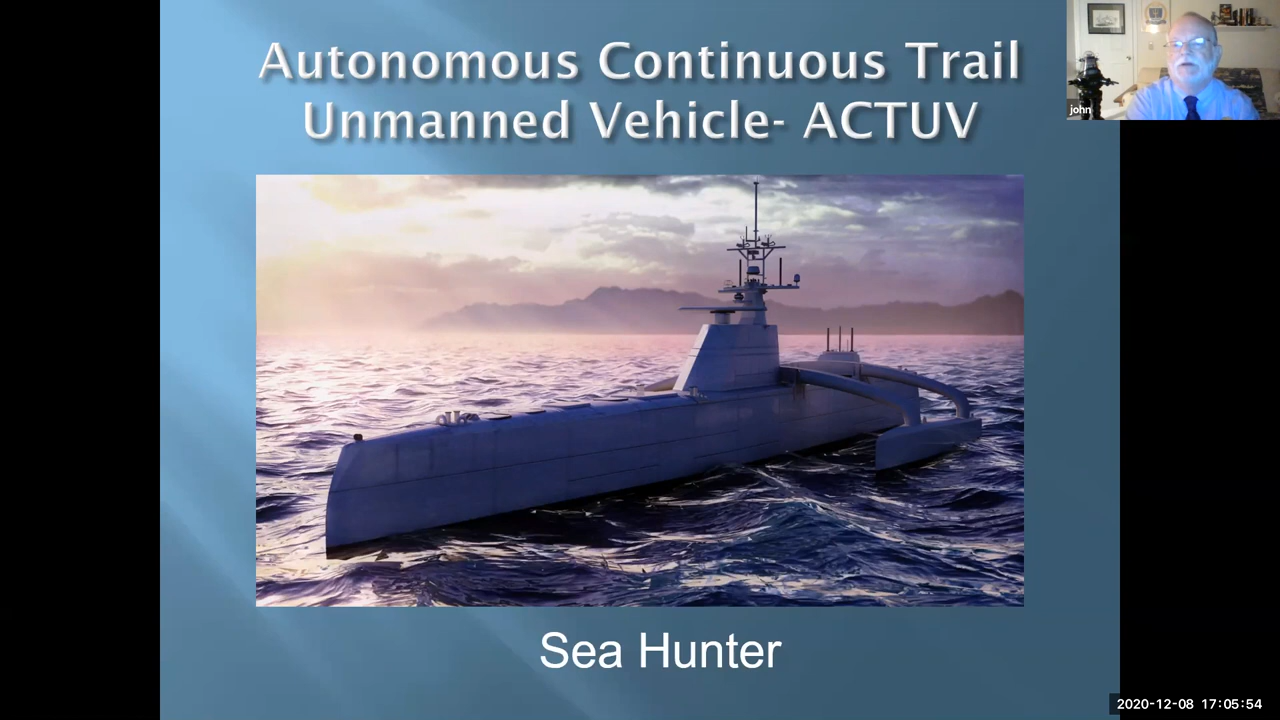 Autonomous Continuous Trail
Unmanned Vehicle- ACTUV
john
Sea Hunter
2020-12-08 17:05:54